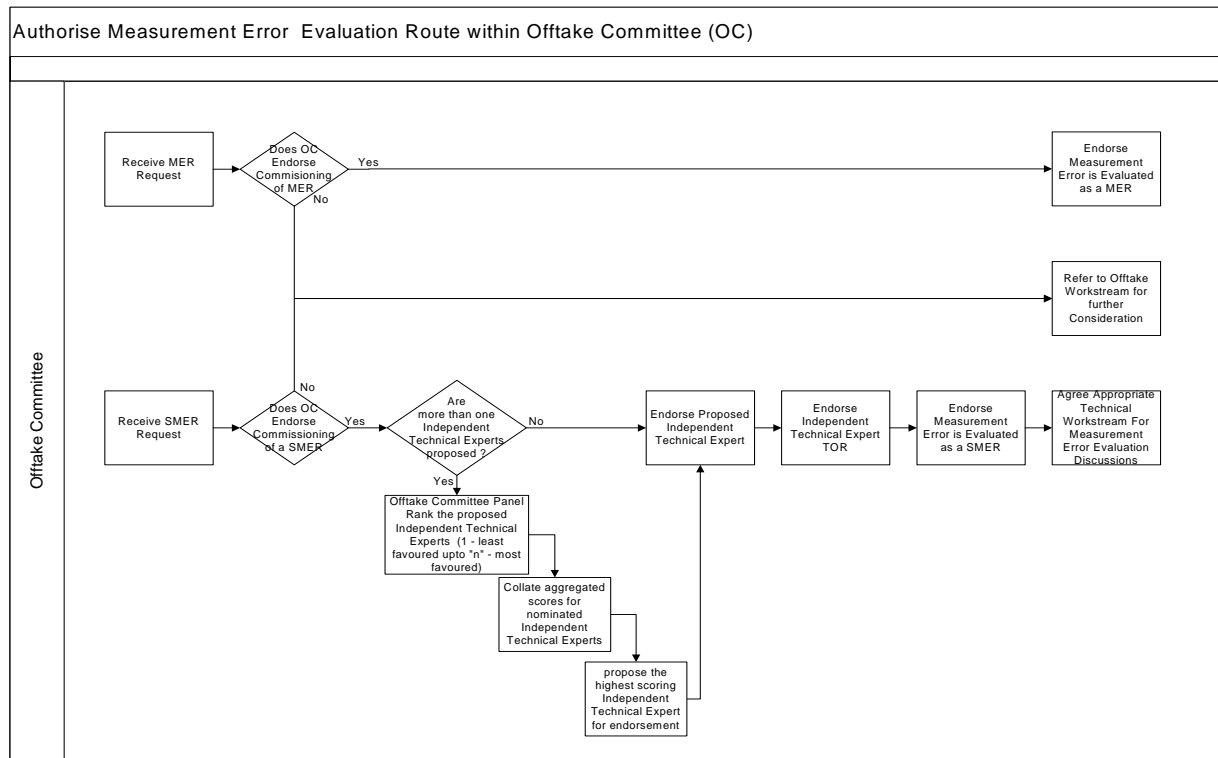 Authorise Measurement Error  Evaluation Route within Offtake Committee (OC)
Offtake Committee
Receive MER
Request
Does OC
Endorse
Commisioning
of MER
Yes
No
Endorse
Measurement
Error is Evaluated
as a MER
Refer to Offtake
Workstream for
further
Consideration
No
Receive SMER
Request
Does OC
Endorse
Commissioning
of a SMER
Yes
Are
more than one
Independent
Technical Experts
proposed ?
No
Yes
Endorse Proposed
Independent
Technical Expert
Endorse
Independent
Technical Expert
TOR
Endorse
Measurement
Error is Evaluated
as a SMER
Agree Appropriate
Technical
Workstream For
Measurement
Error Evaluation
Discussions
Offtake Committee Panel
Rank the proposed
Independent Technical
Experts  (1 - least
favoured upto "n" - most
favoured)
Collate aggregated
scores for
nominated
Independent
Technical Experts
propose the
highest scoring
Independent
Technical Expert
for endorsement